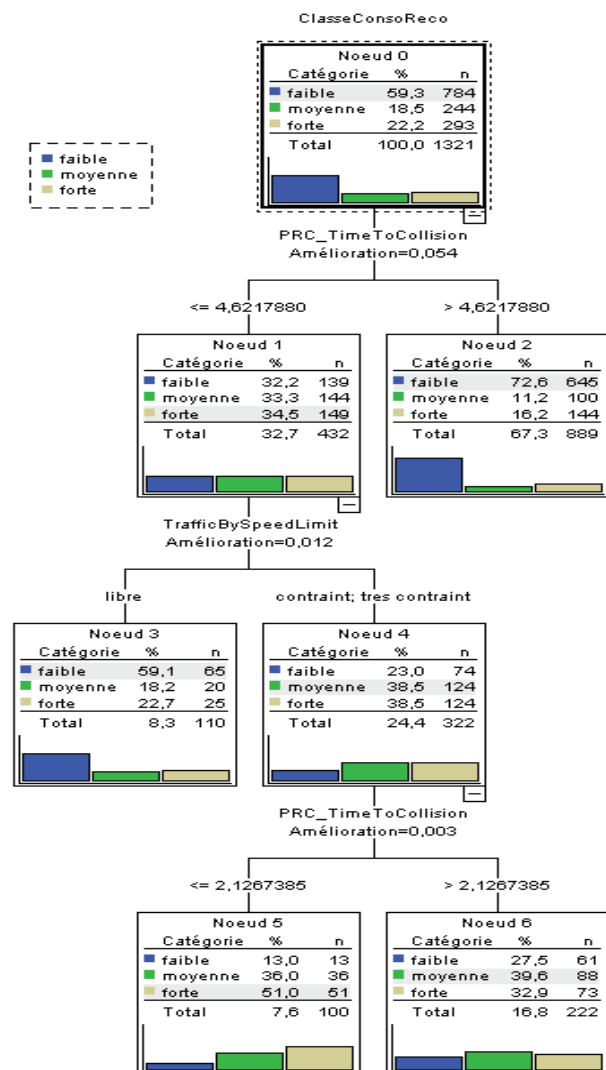 ClasseConsoReco
Noeud 0
Catégorie % n
faible 59,3 784
moyenne 18,5 244
forte 22,2 293
Total 100,0 1321
faible
moyenne
forte
PRC_TimeToCollision
Amélioration=0,054
<= 4,6217880
> 4,6217880
Noeud 1
Catégorie % n
faible 32,2 139
moyenne 33,3 144
forte 34,5 149
Total 32,7 432
Noeud 2
Catégorie % n
faible 72,6 645
moyenne 11,2 100
forte 16,2 144
Total 67,3 889
TrafficBySpeedLimit
Amélioration=0,012
libre
contraint; tres contraint
Noeud 3
Catégorie % n
faible 59,1 65
moyenne 18,2 20
forte 22,7 25
Total 8,3 110
Noeud 4
Catégorie % n
faible 23,0 74
moyenne 38,5 124
forte 38,5 124
Total 24,4 322
PRC_TimeToCollision
Amélioration=0,003
<= 2,1267385
> 2,1267385
Noeud 5
Catégorie % n
faible 13,0 13
moyenne 36,0 36
forte 51,0 51
Total 7,6 100
Noeud 6
Catégorie % n
faible 27,5 61
moyenne 39,6 88
forte 32,9 73
Total 16,8 222